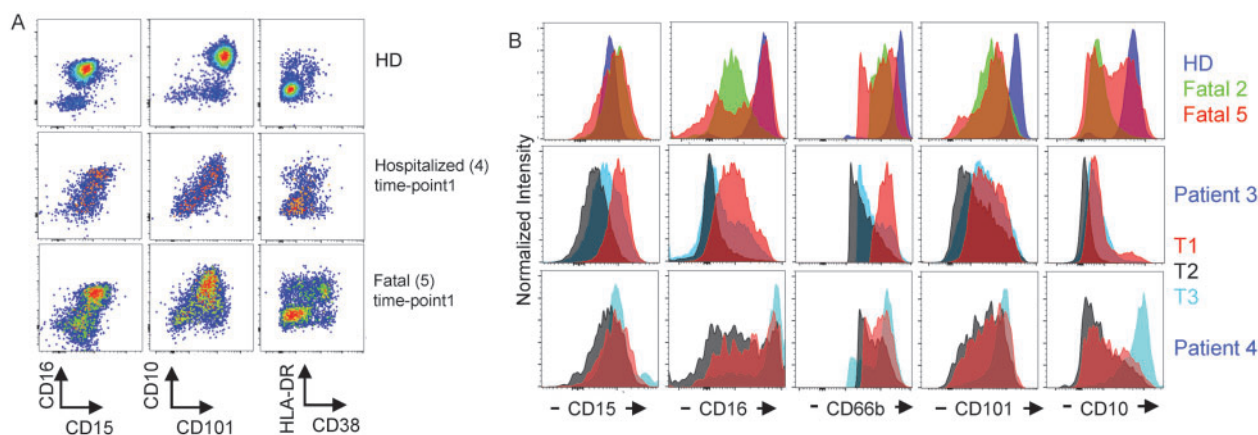 A
HD
Hospitalized (4)
time-point1
Fatal (5)
time-point1
CD16
CD15
CD10
CD101
HLA-DR
CD38
B
Normalized Intensity
HD
Fatal 2
Fatal 5
Patient 3
T1
T2
T3
Patient 4
- CD15
- CD16
- CD66b
- CD101
- CD10